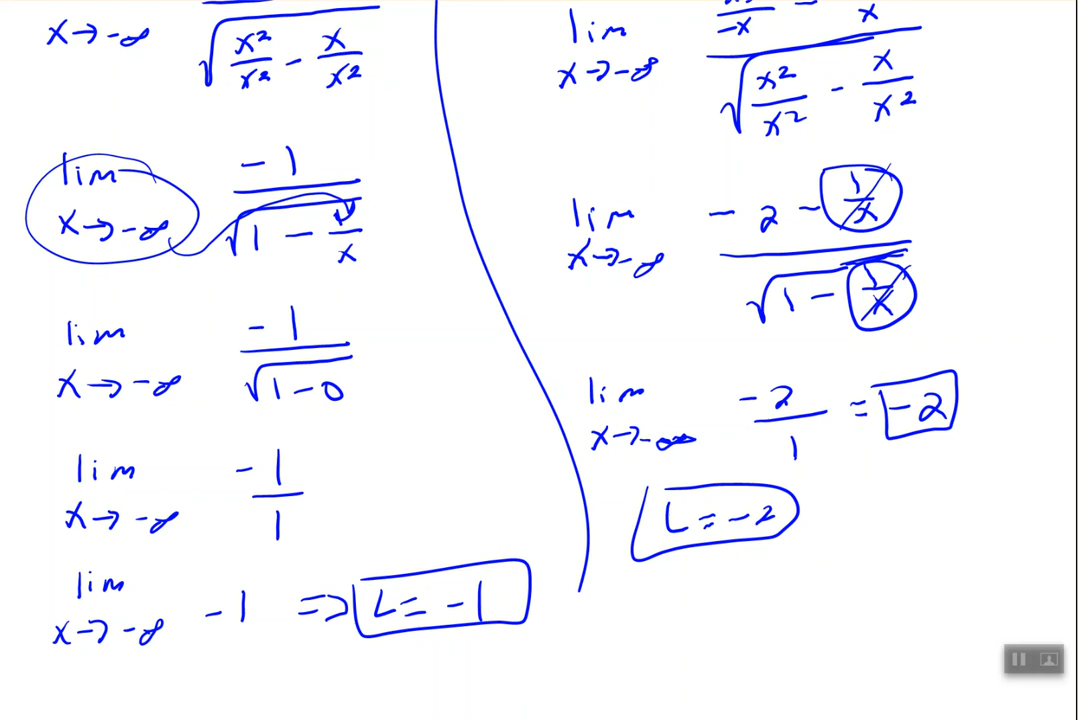 lim x→-∞ √(x²/x² - x/x²)
lim x→-∞ -1/√(1 - 1/x)
lim x→-∞ -1/√(1-0)
lim x→-∞ -1/1
lim x→-∞ -1 => L = -1
lim x→-∞ /-x - /x / √(x²/x² - x/x²)
lim x→-∞ (-2 - 1/x)/√(1 - 1/x)
lim x→-∞ -2/1 = -2
L = -2